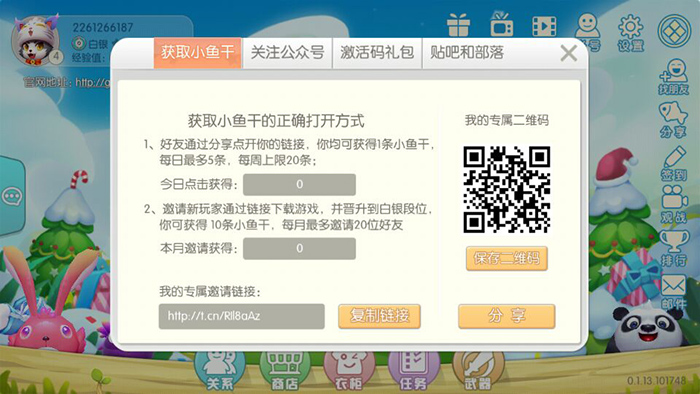 2261266187
白银
经验值:
官网地址: http://g
号
设置
获取小鱼干
关注公众号
激活码礼包
贴吧和部落
获取小鱼干的正确打开方式
我的专属二维码
1、好友通过分享点开你的链接，你均可获得1条小鱼干，
每日最多5条，每周上限20条；
今日点击获得: 0
2、邀请新玩家通过链接下载游戏，并晋升到白银段位，
你可获得 10条小鱼干，每月最多邀请20位好友
本月邀请获得: 0
保存二维码
我的专属邀请链接:
http://t.cn/RIl8qAz
复制链接
分享
找朋友
分享
签到
观战
排行
邮件
关系
商店
衣柜
任务
武器
0.1.13.101748